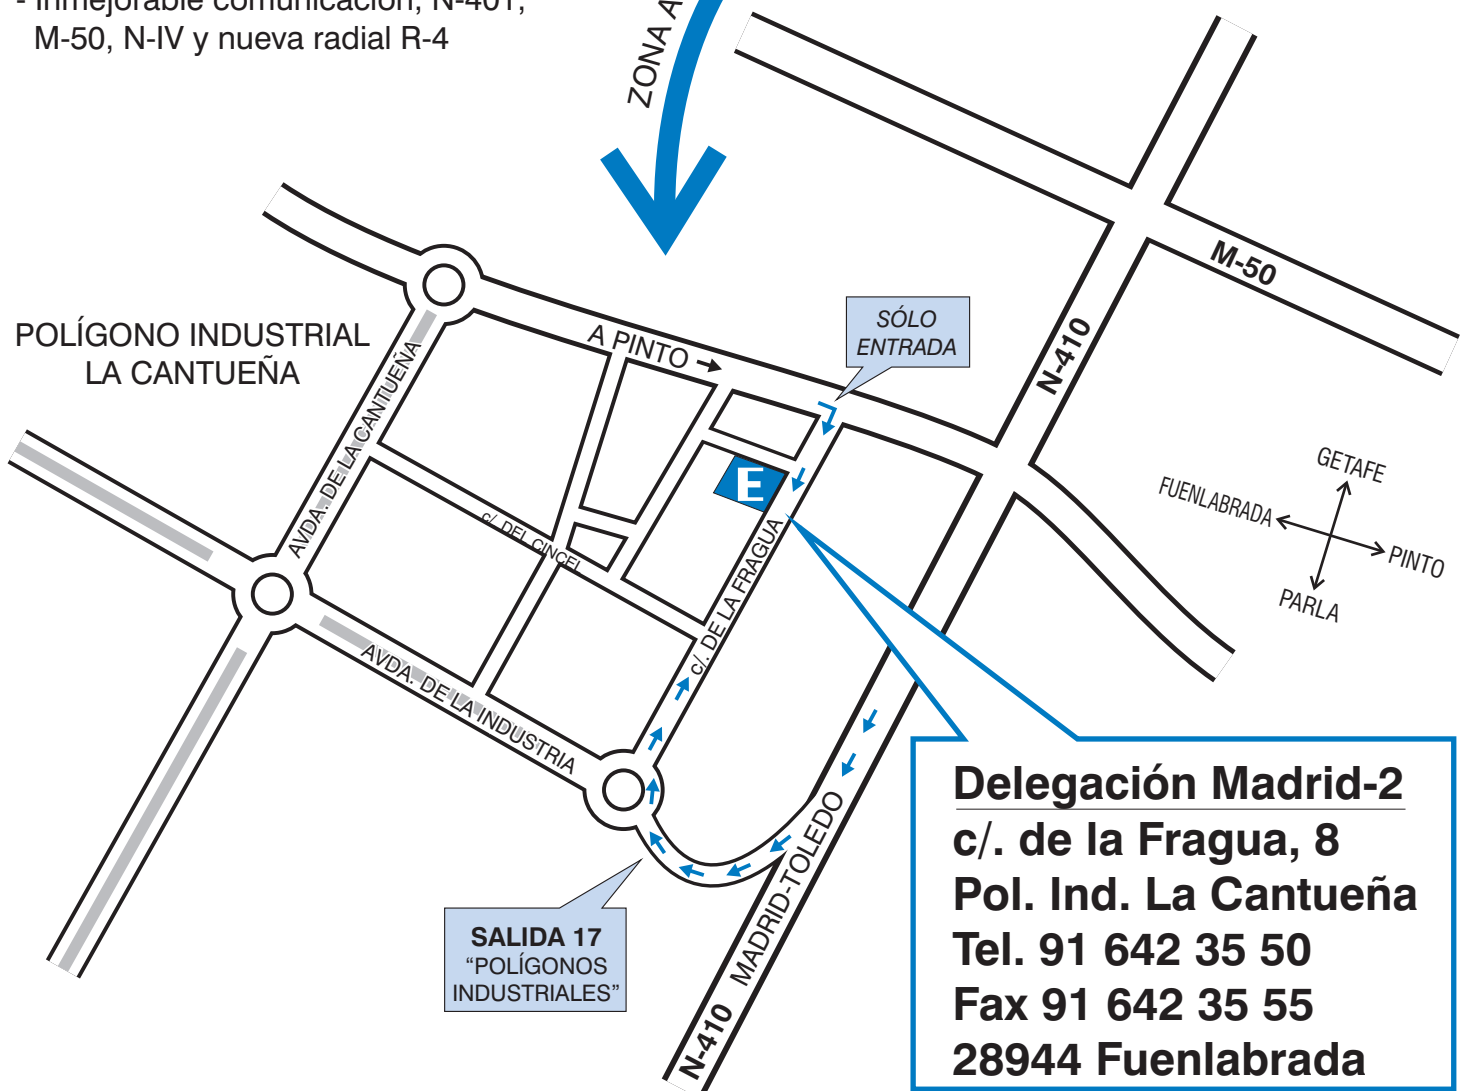 - Inmejorable comunicación, N-401,
M-50, N-IV y nueva radial R-4
ZONA A
M-50
N-410
SÓLO
ENTRADA
A PINTO
POLÍGONO INDUSTRIAL
LA CANTUEÑA
AVDA. DE LA CANTUEÑA
c/. DEL CINCEL
E
c/. DE LA FRAGUA
GETAFE
FUENLABRADA
PINTO
PARLA
AVDA. DE LA INDUSTRIA
SALIDA 17
“POLÍGONOS
INDUSTRIALES”
N-410 MADRID-TOLEDO
Delegación Madrid-2
c/. de la Fragua, 8
Pol. Ind. La Cantueña
Tel. 91 642 35 50
Fax 91 642 35 55
28944 Fuenlabrada